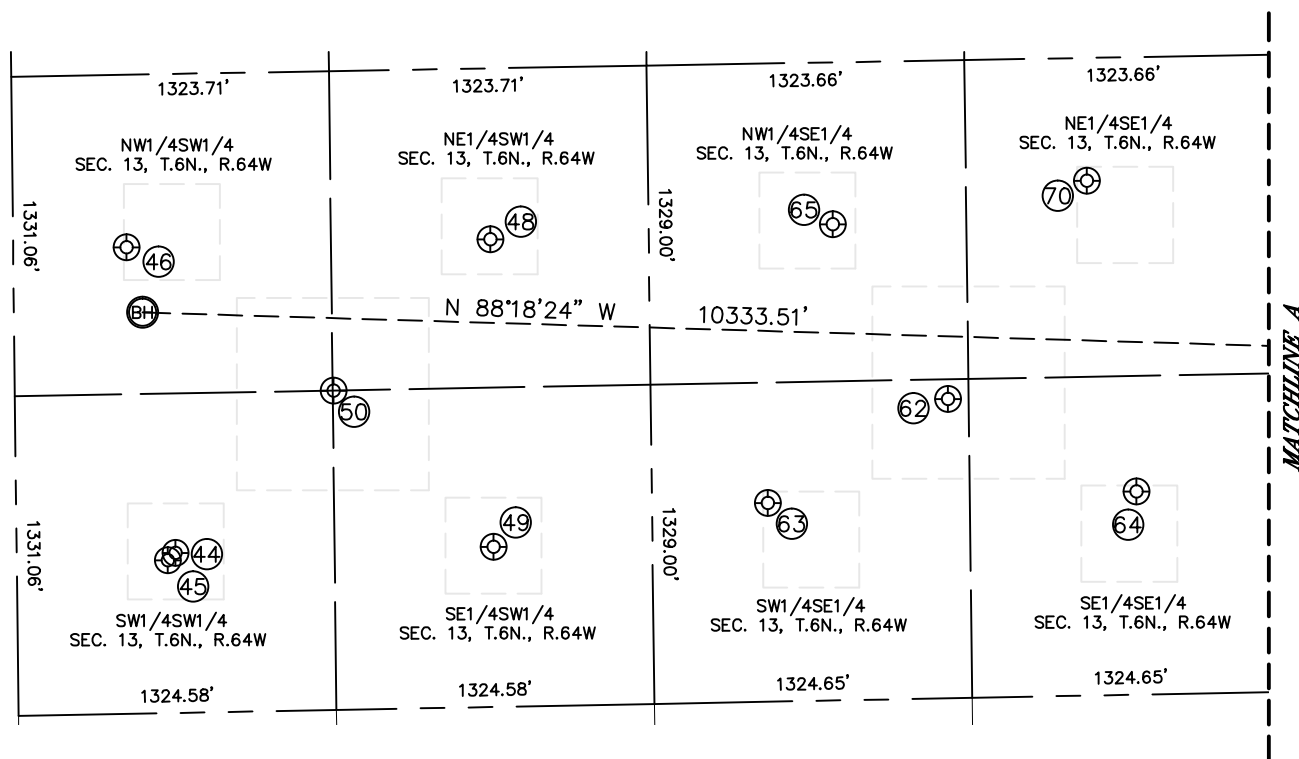 1323.71'
1323.71'
1323.66'
1323.66'
NW1/4SW1/4
SEC. 13, T.6N., R.64W
NE1/4SW1/4
SEC. 13, T.6N., R.64W
NW1/4SE1/4
SEC. 13, T.6N., R.64W
NE1/4SE1/4
SEC. 13, T.6N., R.64W
1331.06'
46
48
1329.00'
65
70
BH
N 88°18'24" W
10333.51'
MATCHLINE A
50
62
1331.06'
44
45
49
1329.00'
63
64
SW1/4SW1/4
SEC. 13, T.6N., R.64W
SE1/4SW1/4
SEC. 13, T.6N., R.64W
SW1/4SE1/4
SEC. 13, T.6N., R.64W
SE1/4SE1/4
SEC. 13, T.6N., R.64W
1324.58'
1324.58'
1324.65'
1324.65'